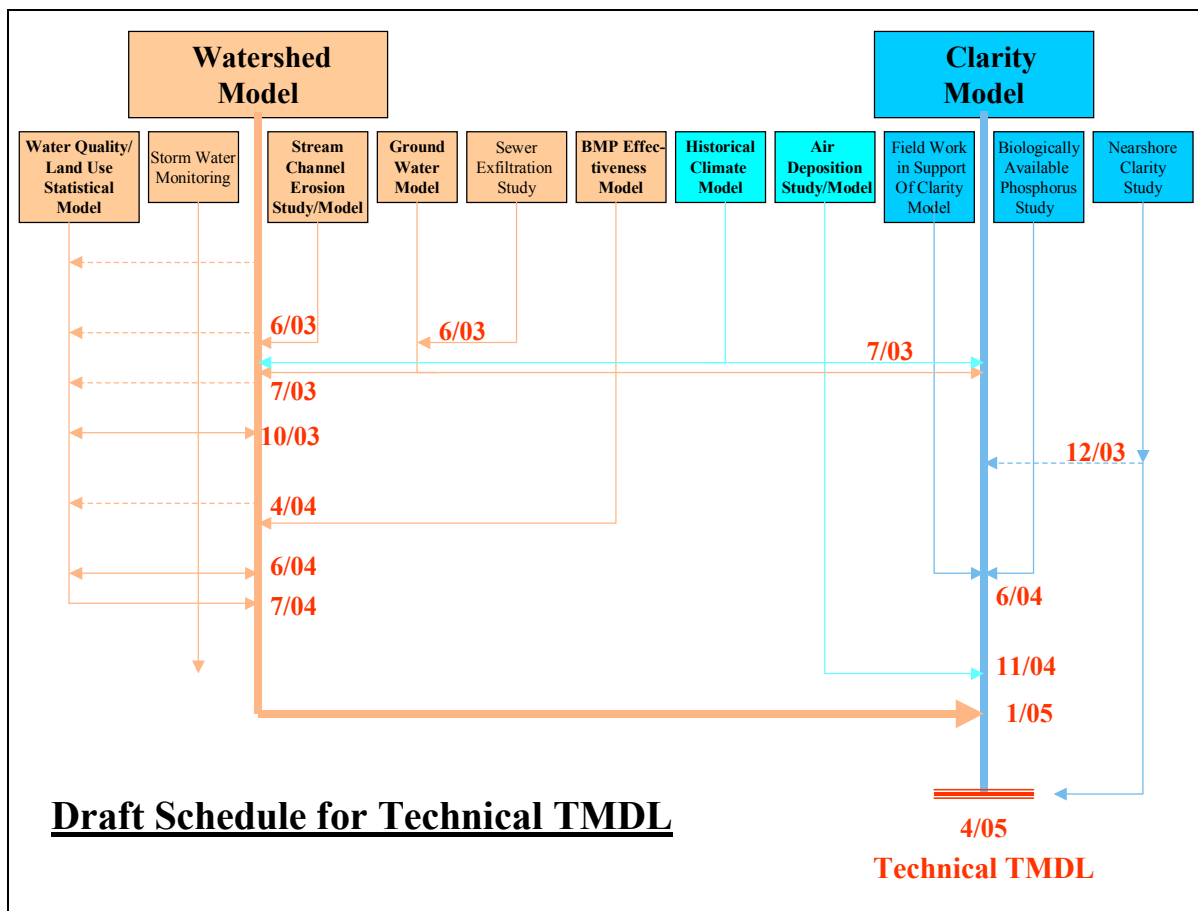 Watershed
Model
Clarity
Model
Water Quality/
Land Use
Statistical
Model
Storm Water
Monitoring
Stream
Channel
Erosion
Study/Model
Ground
Water
Model
Sewer
Exfiltration
Study
BMP Effec-
tiveness
Model
Historical
Climate
Model
Air
Deposition
Study/Model
Field Work
in Support
Of Clarity
Model
Biologically
Available
Phosphorus
Study
Nearshore
Clarity
Study
6/03
6/03
7/03
7/03
10/03
12/03
4/04
6/04
6/04
7/04
11/04
1/05
Draft Schedule for Technical TMDL
4/05
Technical TMDL